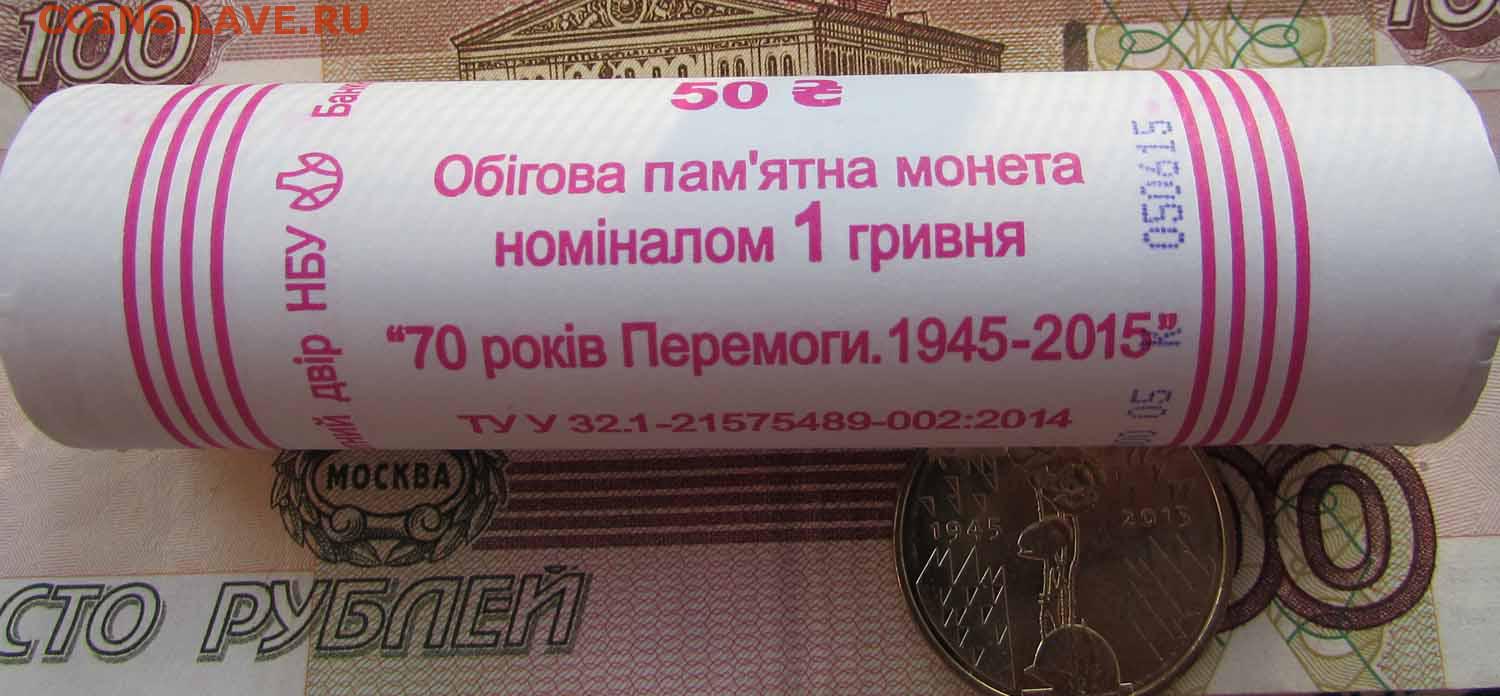 COINS.LAVE.RU
100
50 ₴
Обігова пам'ятна монета
номіналом 1 гривня
“70 років Перемоги.1945-2015”
ТУ У 32.1-21575489-002:2014
двір НБУ
05
МОСКВА
1945
2015
СТО РУБЛЕЙ